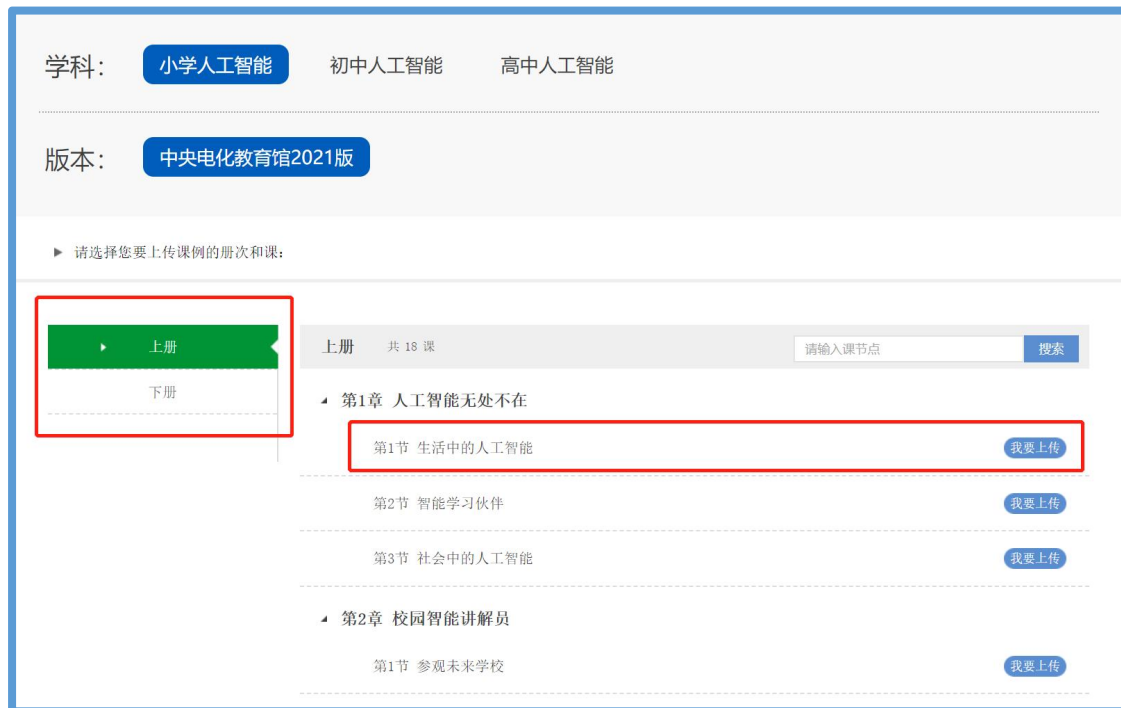 学科： 小学人工智能 初中人工智能 高中人工智能
版本： 中央电化教育馆2021版
请选择您要上传课例的册次和课：
上册
下册
上册 共 18 课 请输入课节点 搜索
第1章 人工智能无处不在
第1节 生活中的人工智能 我要上传
第2节 智能学习伙伴 我要上传
第3节 社会中的人工智能 我要上传
第2章 校园智能讲解员
第1节 参观未来学校 我要上传